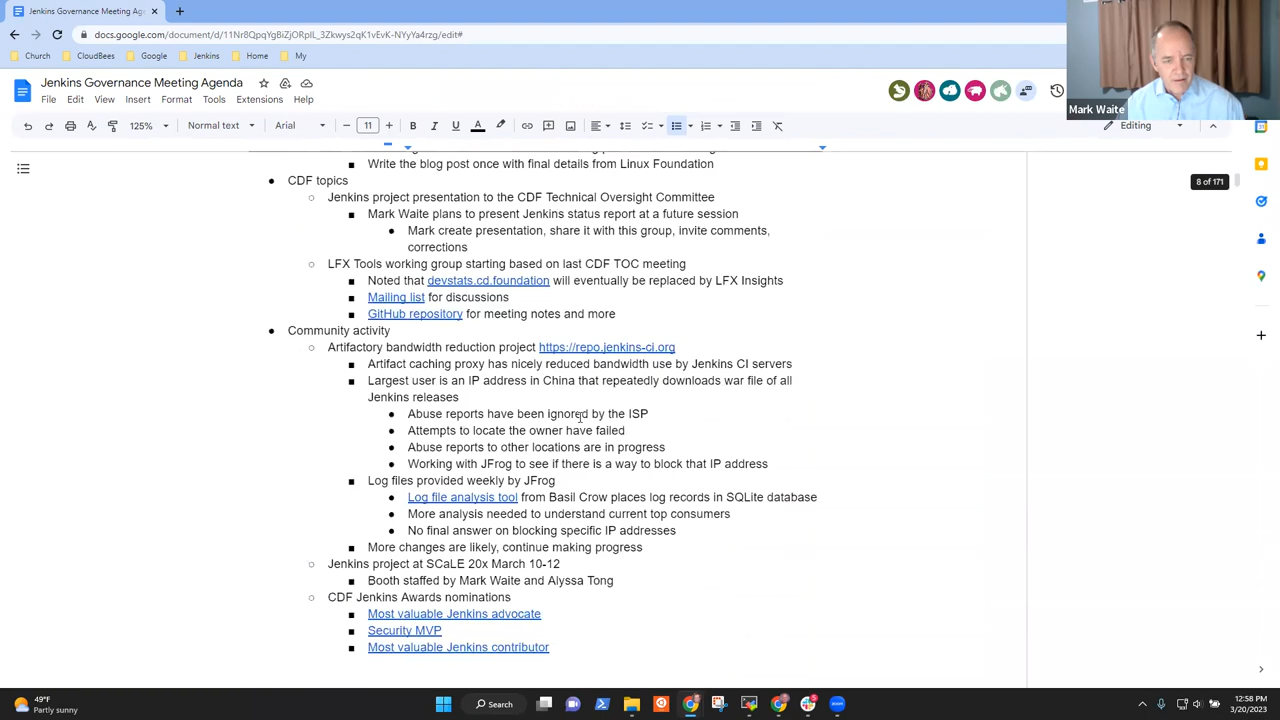 Jenkins Governance Meeting Age
docs.google.com/document/d/11Nr8QpqYgBiZjORpIL_3Zkwys2qK1vEvK-NYyYa4rzg/edit#
Church
CloudBees
Google
Jenkins
Home
My
Jenkins Governance Meeting Agenda
File Edit View Insert Format Tools Extensions Help
125% Normal text Arial 11 Editing
Mark Waite
8 of 171
Write the blog post once with final details from Linux Foundation
CDF topics
Jenkins project presentation to the CDF Technical Oversight Committee
Mark Waite plans to present Jenkins status report at a future session
Mark create presentation, share it with this group, invite comments,
corrections
LFX Tools working group starting based on last CDF TOC meeting
Noted that devstats.cd.foundation will eventually be replaced by LFX Insights
Mailing list for discussions
GitHub repository for meeting notes and more
Community activity
Artifactory bandwidth reduction project https://repo.jenkins-ci.org
Artifact caching proxy has nicely reduced bandwidth use by Jenkins CI servers
Largest user is an IP address in China that repeatedly downloads war file of all
Jenkins releases
Abuse reports have been ignored by the ISP
Attempts to locate the owner have failed
Abuse reports to other locations are in progress
Working with JFrog to see if there is a way to block that IP address
Log files provided weekly by JFrog
Log file analysis tool from Basil Crow places log records in SQLite database
More analysis needed to understand current top consumers
No final answer on blocking specific IP addresses
More changes are likely, continue making progress
Jenkins project at SCaLE 20x March 10-12
Booth staffed by Mark Waite and Alyssa Tong
CDF Jenkins Awards nominations
Most valuable Jenkins advocate
Security MVP
Most valuable Jenkins contributor
49°F
Partly sunny
Search
12:58 PM
3/20/2023